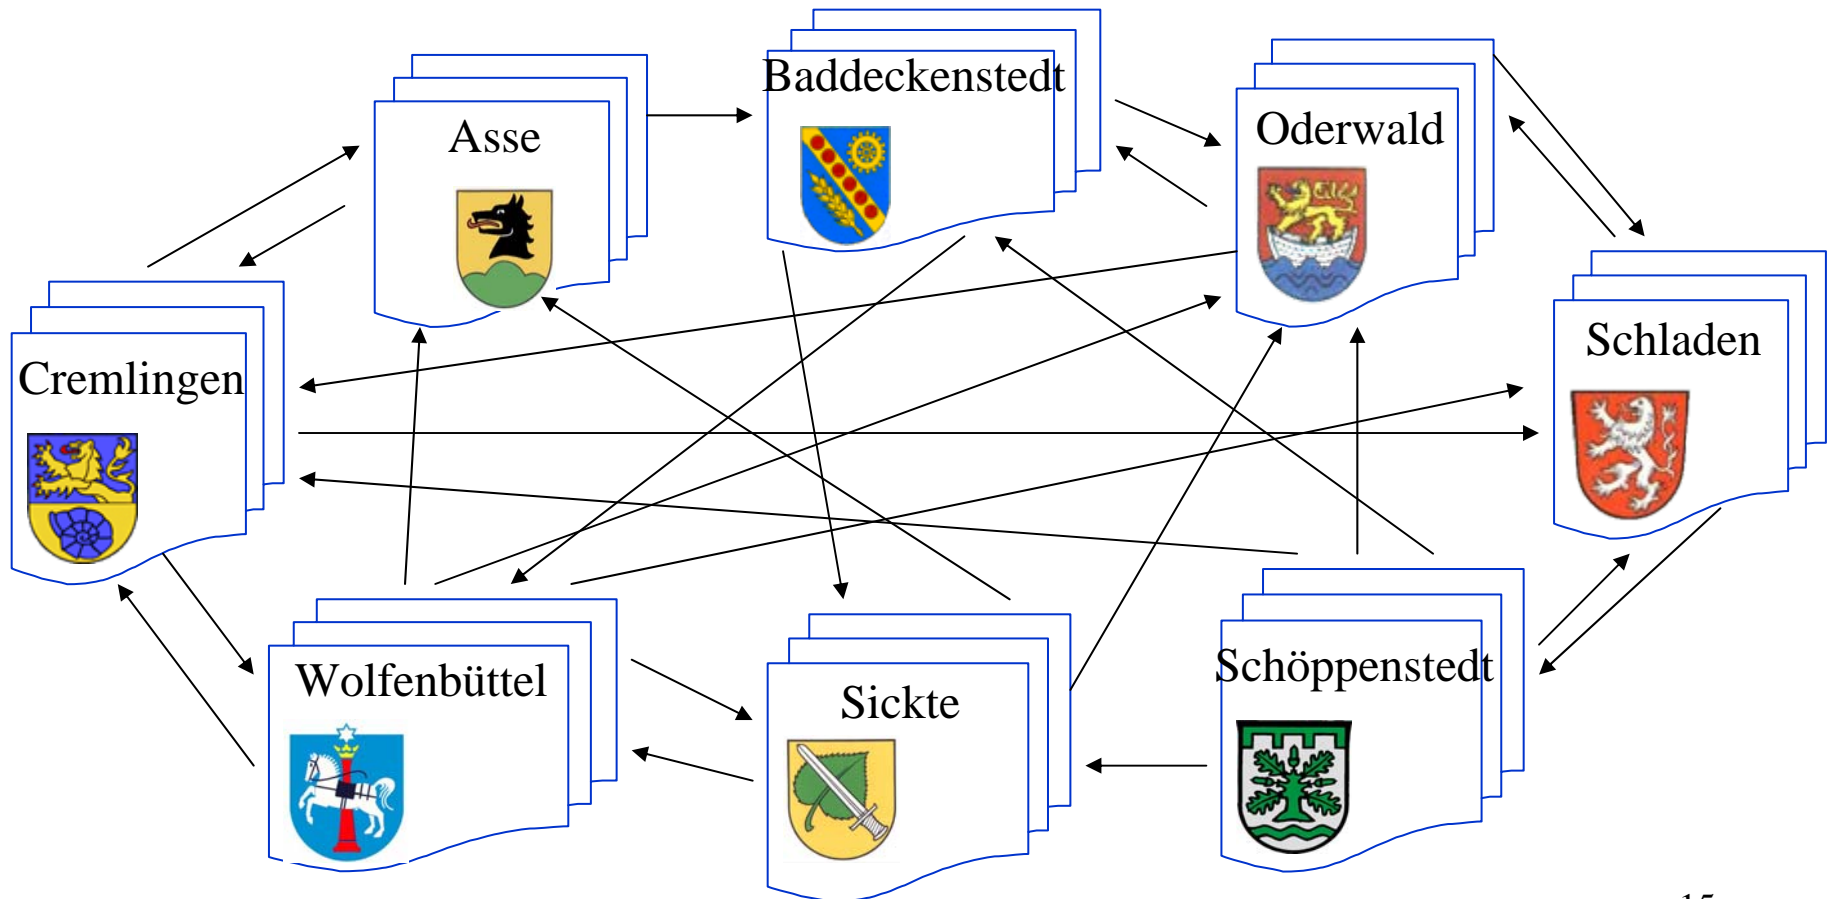 Baddeckenstedt
Asse
Oderwald
Schladen
Cremlingen
Wolfenbüttel
Sickte
Schöppenstedt